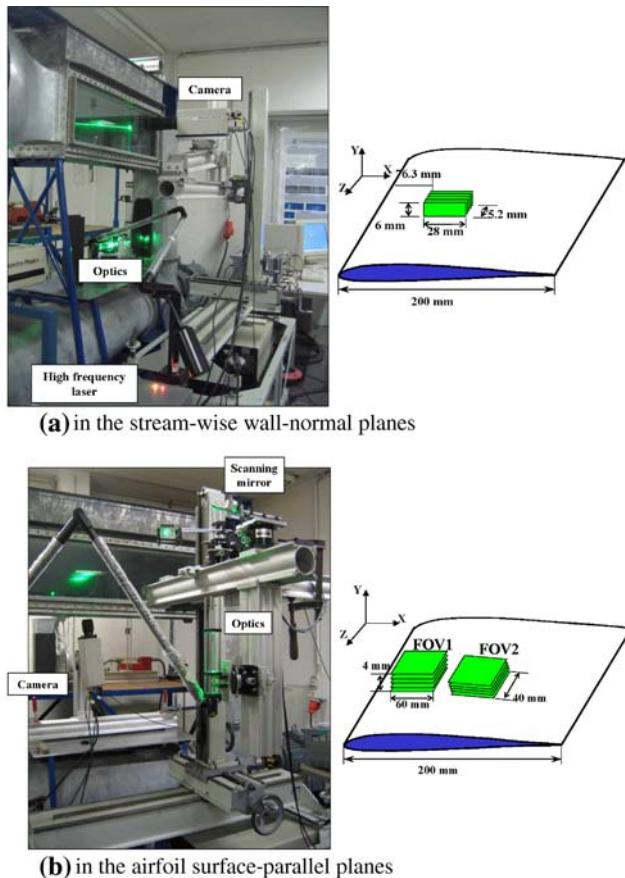 Camera
Optics
High frequency
laser
Y
X
Z
76.3 mm
6 mm
28 mm
5.2 mm
200 mm
(a) in the stream-wise wall-normal planes
Scanning
mirror
Optics
Camera
Y
X
Z
FOV1
FOV2
4 mm
60 mm
40 mm
200 mm
(b) in the airfoil surface-parallel planes